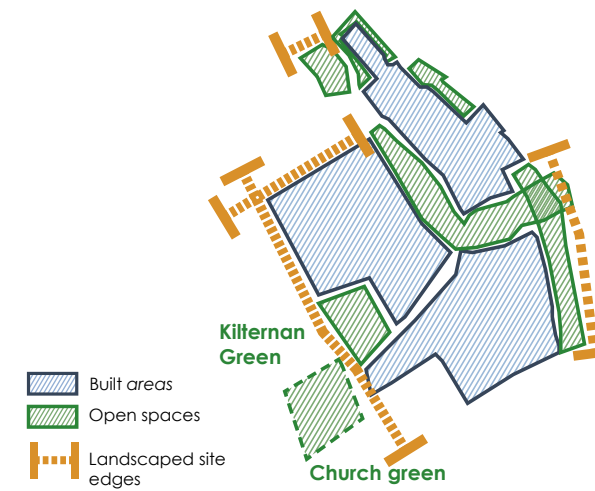 Kilternan
Green
Built areas
Open spaces
Landscaped site
edges
Church green